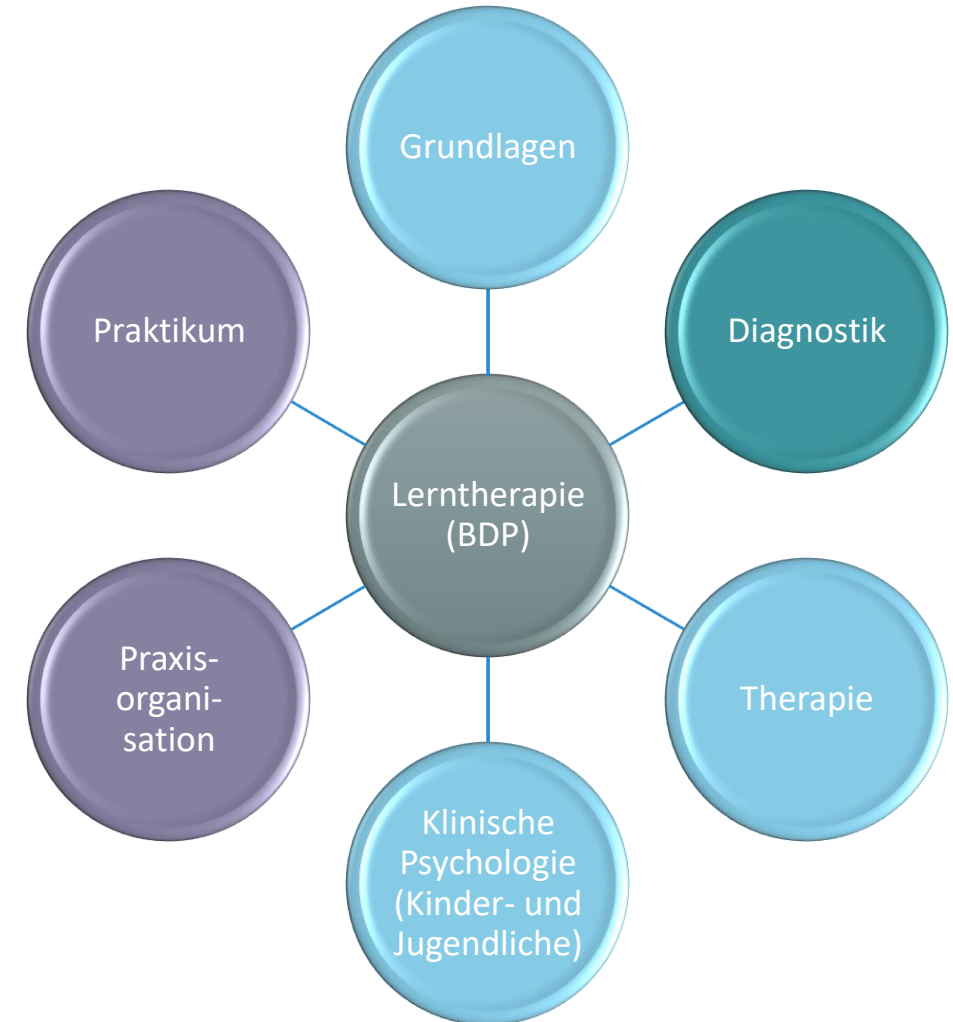 Grundlagen
Diagnostik
Therapie
Klinische
Psychologie
(Kinder- und
Jugendliche)
Praxis-
organi-
sation
Praktikum
Lerntherapie
(BDP)